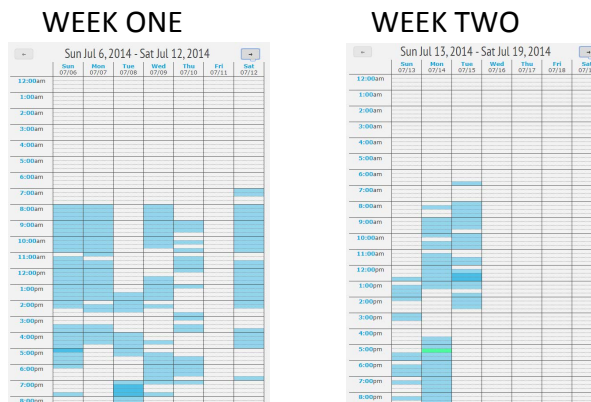 WEEK ONE
WEEK TWO
← Sun Jul 6, 2014 - Sat Jul 12, 2014 →
Sun Mon Tue Wed Thu Fri Sat
07/06 07/07 07/08 07/09 07/10 07/11 07/12
12:00am
1:00am
2:00am
3:00am
4:00am
5:00am
6:00am
7:00am
8:00am
9:00am
10:00am
11:00am
12:00pm
1:00pm
2:00pm
3:00pm
4:00pm
5:00pm
6:00pm
7:00pm
8:00pm
← Sun Jul 13, 2014 - Sat Jul 19, 2014 →
Sun Mon Tue Wed Thu Fri Sat
07/13 07/14 07/15 07/16 07/17 07/18 07/1
12:00am
1:00am
2:00am
3:00am
4:00am
5:00am
6:00am
7:00am
8:00am
9:00am
10:00am
11:00am
12:00pm
1:00pm
2:00pm
3:00pm
4:00pm
5:00pm
6:00pm
7:00pm
8:00pm